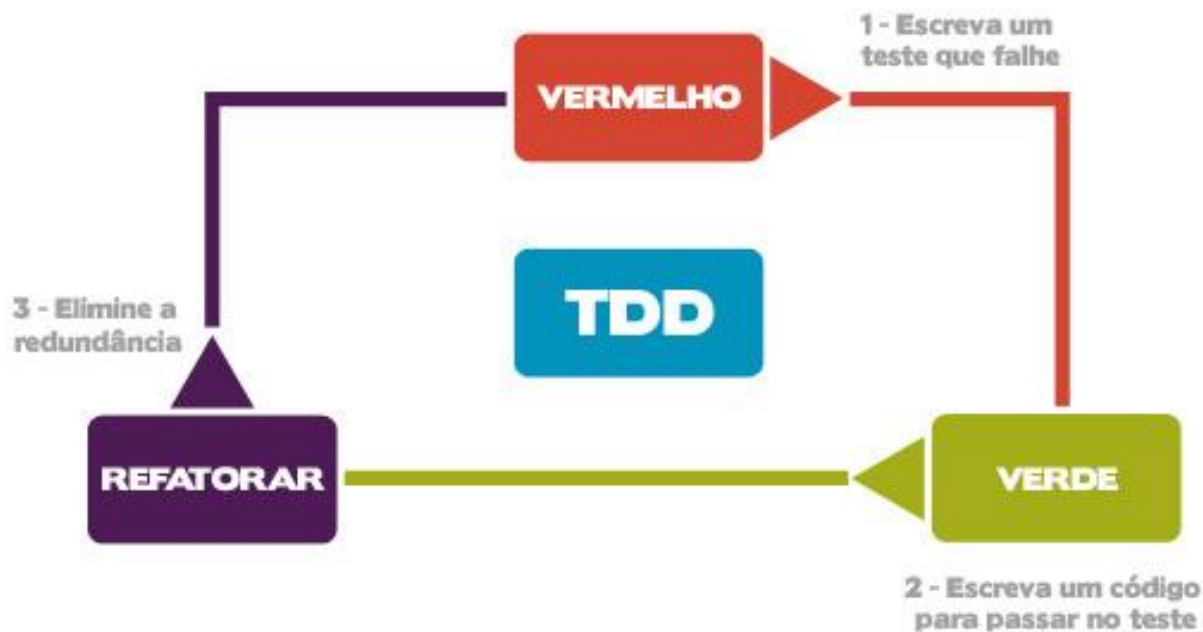 1 - Escreva um
teste que falhe
VERMELHO
TDD
3 - Elimine a
redundância
REFATORAR
VERDE
2 - Escreva um código
para passar no teste